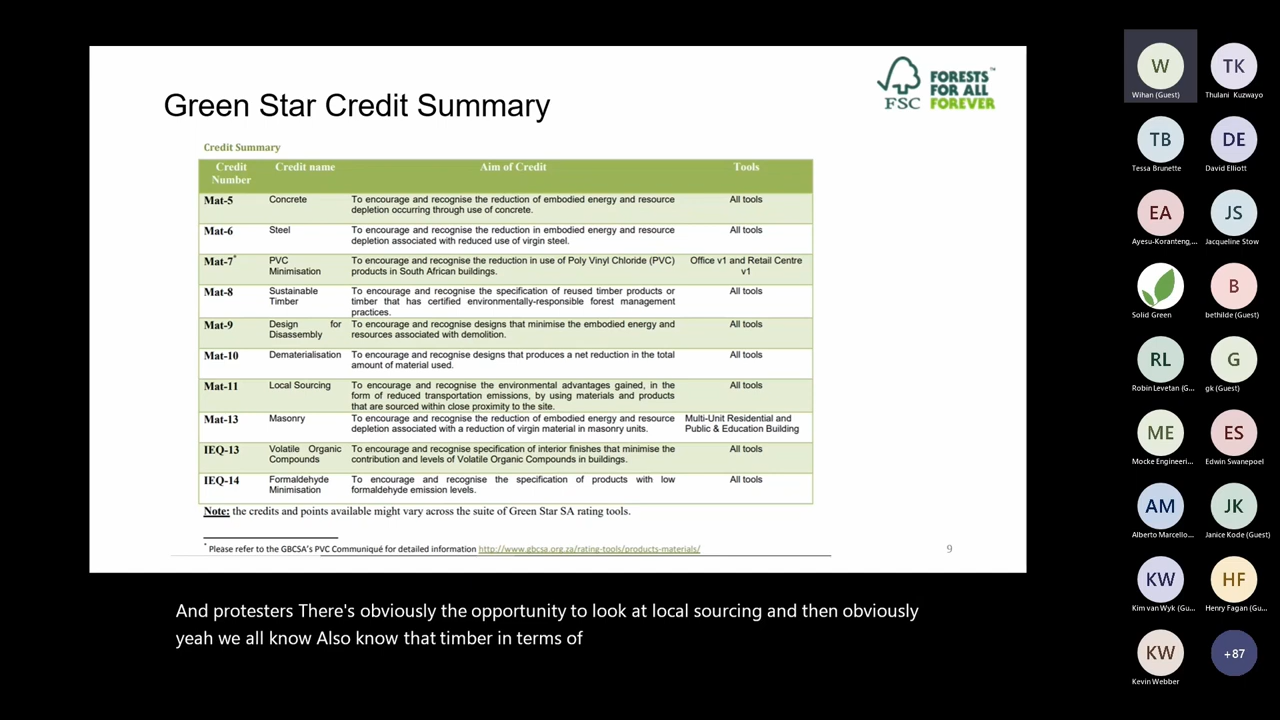 Green Star Credit Summary
FSC
FORESTS
FOR ALL
FOREVER™
Credit Summary
Credit Number Credit name Aim of Credit Tools
Mat-5 Concrete To encourage and recognise the reduction of embodied energy and resource All tools
depletion occurring through use of concrete.
Mat-6 Steel To encourage and recognise the reduction in embodied energy and resource All tools
depletion associated with reduced use of virgin steel.
Mat-7* PVC To encourage and recognise the reduction in use of Poly Vinyl Chloride (PVC) Office v1 and Retail Centre
Minimisation products in South African buildings. v1
Mat-8 Sustainable To encourage and recognise the specification of reused timber products or All tools
Timber timber that has certified environmentally-responsible forest management
practices.
Mat-9 Design for To encourage and recognise designs that minimise the embodied energy and All tools
Disassembly resources associated with demolition.
Mat-10 Dematerialisation To encourage and recognise designs that produces a net reduction in the total All tools
amount of material used.
Mat-11 Local Sourcing To encourage and recognise the environmental advantages gained, in the All tools
form of reduced transportation emissions, by using materials and products
that are sourced within close proximity to the site.
Mat-13 Masonry To encourage and recognise the reduction of embodied energy and resource Multi-Unit Residential and
depletion associated with a reduction of virgin material in masonry units. Public & Education Building
IEQ-13 Volatile Organic To encourage and recognise specification of interior finishes that minimise the All tools
Compounds contribution and levels of Volatile Organic Compounds in buildings.
IEQ-14 Formaldehyde To encourage and recognise the specification of products with low All tools
Minimisation formaldehyde emission levels.
Note: the credits and points available might vary across the suite of Green Star SA rating tools.
* Please refer to the GBCSA's PVC Communiqué for detailed information http://www.gbcsa.org.za/rating-tools/products-materials/
9
And protesters There's obviously the opportunity to look at local sourcing and then obviously
yeah we all know Also know that timber in terms of
W TK
Wihan (Guest) Thulani Kuzwayo
TB DE
Tessa Brunette David Elliott
EA JS
Ayesu-Koranteng,... Jacqueline Stow
B
Solid Green bethilde (Guest)
RL G
Robin Levetan (G... gk (Guest)
ME ES
Mocke Engineeri... Edwin Swanepoel
AM JK
Alberto Marcello... Janice Kode (Guest)
KW HF
Kim van Wyk (Gu... Henry Fagan (Gu...
KW +87
Kevin Webber